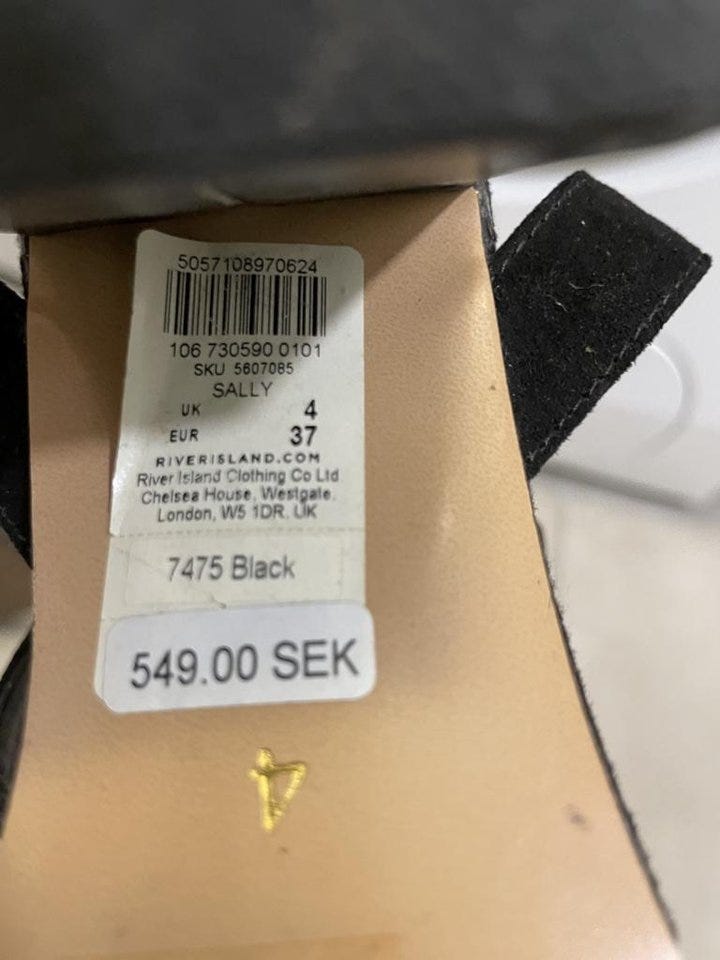 5057108970624
106 730590 0101
SKU 5607085
SALLY
UK 4
EUR 37
RIVERISLAND.COM
River Island Clothing Co Ltd
Chelsea House, Westgate,
London, W5 1DR. UK
7475 Black
549.00 SEK
4